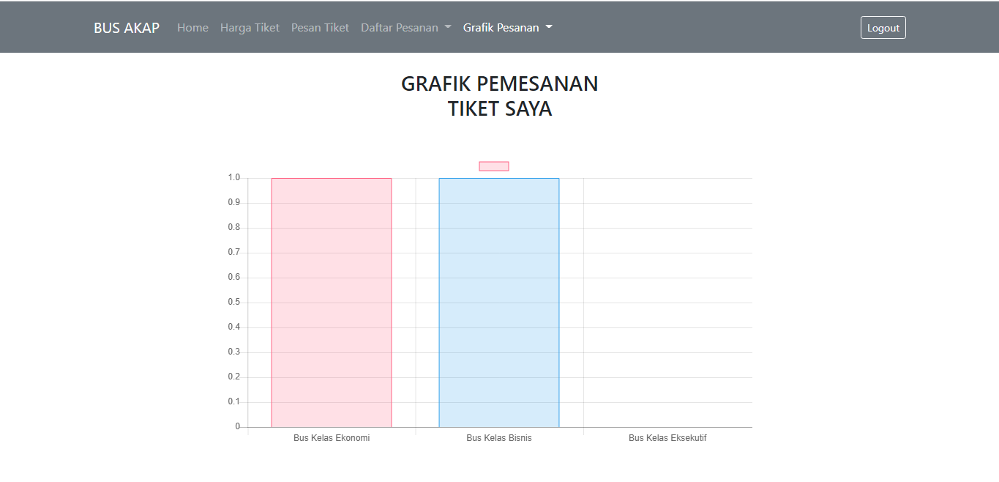 BUS AKAP Home Harga Tiket Pesan Tiket Daftar Pesanan Grafik Pesanan Logout
GRAFIK PEMESANAN
TIKET SAYA
1.0
0.9
0.8
0.7
0.6
0.5
0.4
0.3
0.2
0.1
0
Bus Kelas Ekonomi Bus Kelas Bisnis Bus Kelas Eksekutif